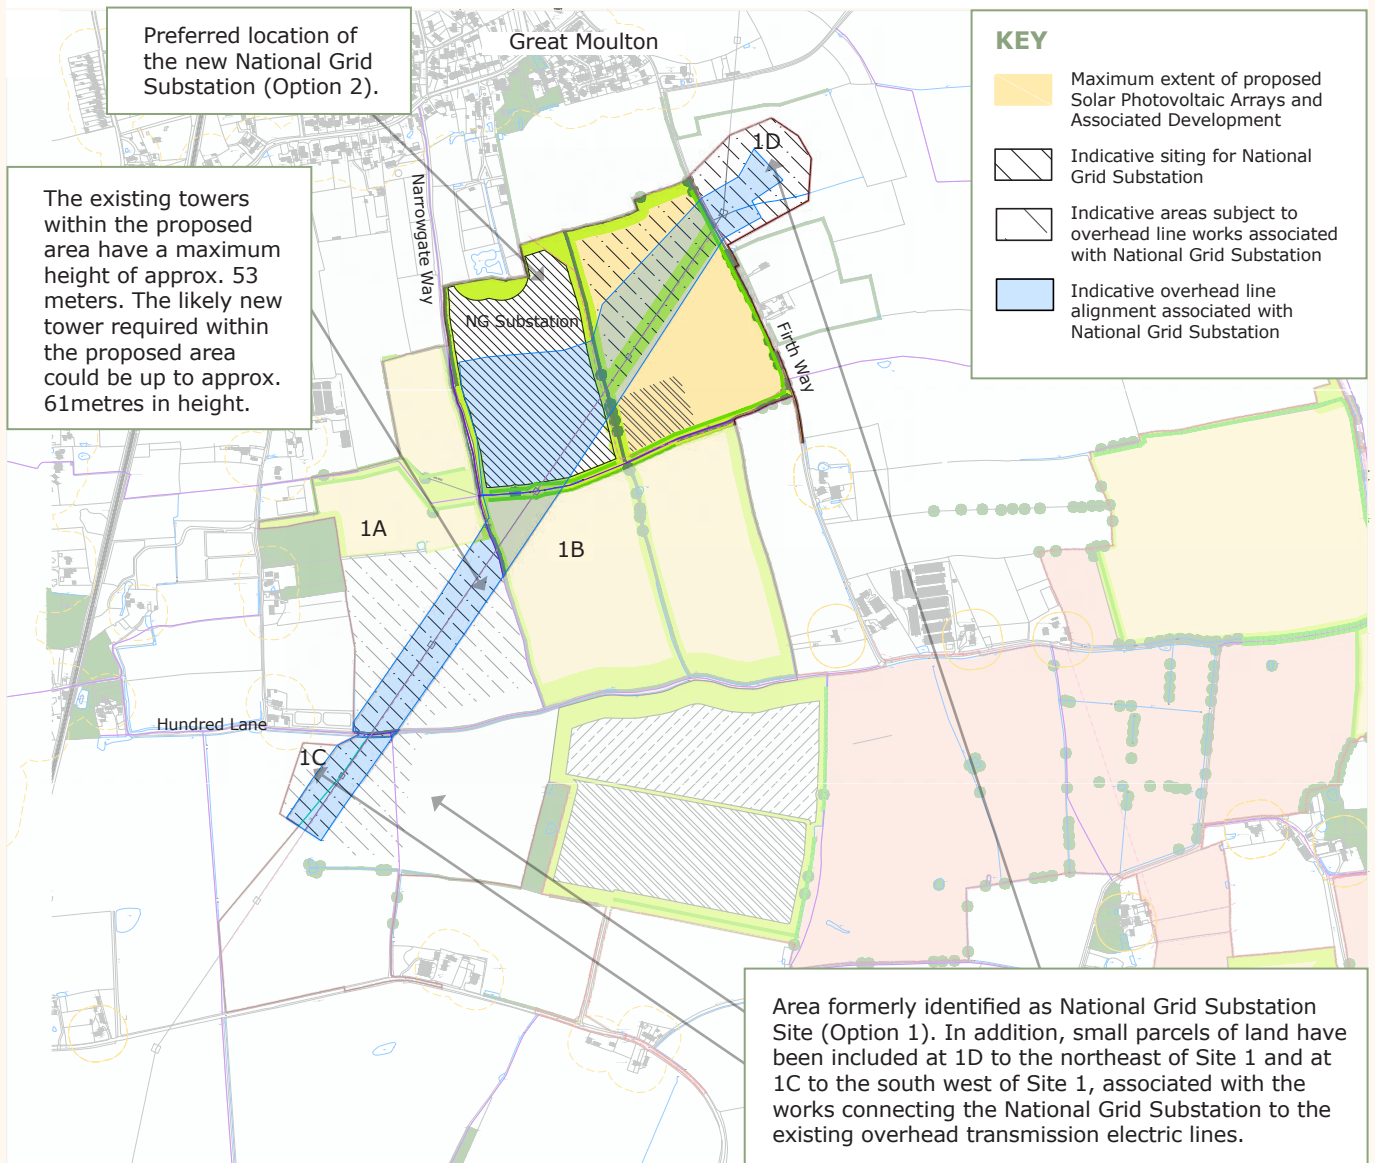 Preferred location of
the new National Grid
Substation (Option 2).
Great Moulton
KEY
Maximum extent of proposed
Solar Photovoltaic Arrays and
Associated Development
Indicative siting for National
Grid Substation
Indicative areas subject to
overhead line works associated
with National Grid Substation
Indicative overhead line
alignment associated with
National Grid Substation
The existing towers
within the proposed
area have a maximum
height of approx. 53
meters. The likely new
tower required within
the proposed area
could be up to approx.
61metres in height.
1D
Narrowgate Way
NG Substation
Firth Way
1A
1B
Hundred Lane
1C
Area formerly identified as National Grid Substation
Site (Option 1). In addition, small parcels of land have
been included at 1D to the northeast of Site 1 and at
1C to the south west of Site 1, associated with the
works connecting the National Grid Substation to the
existing overhead transmission electric lines.